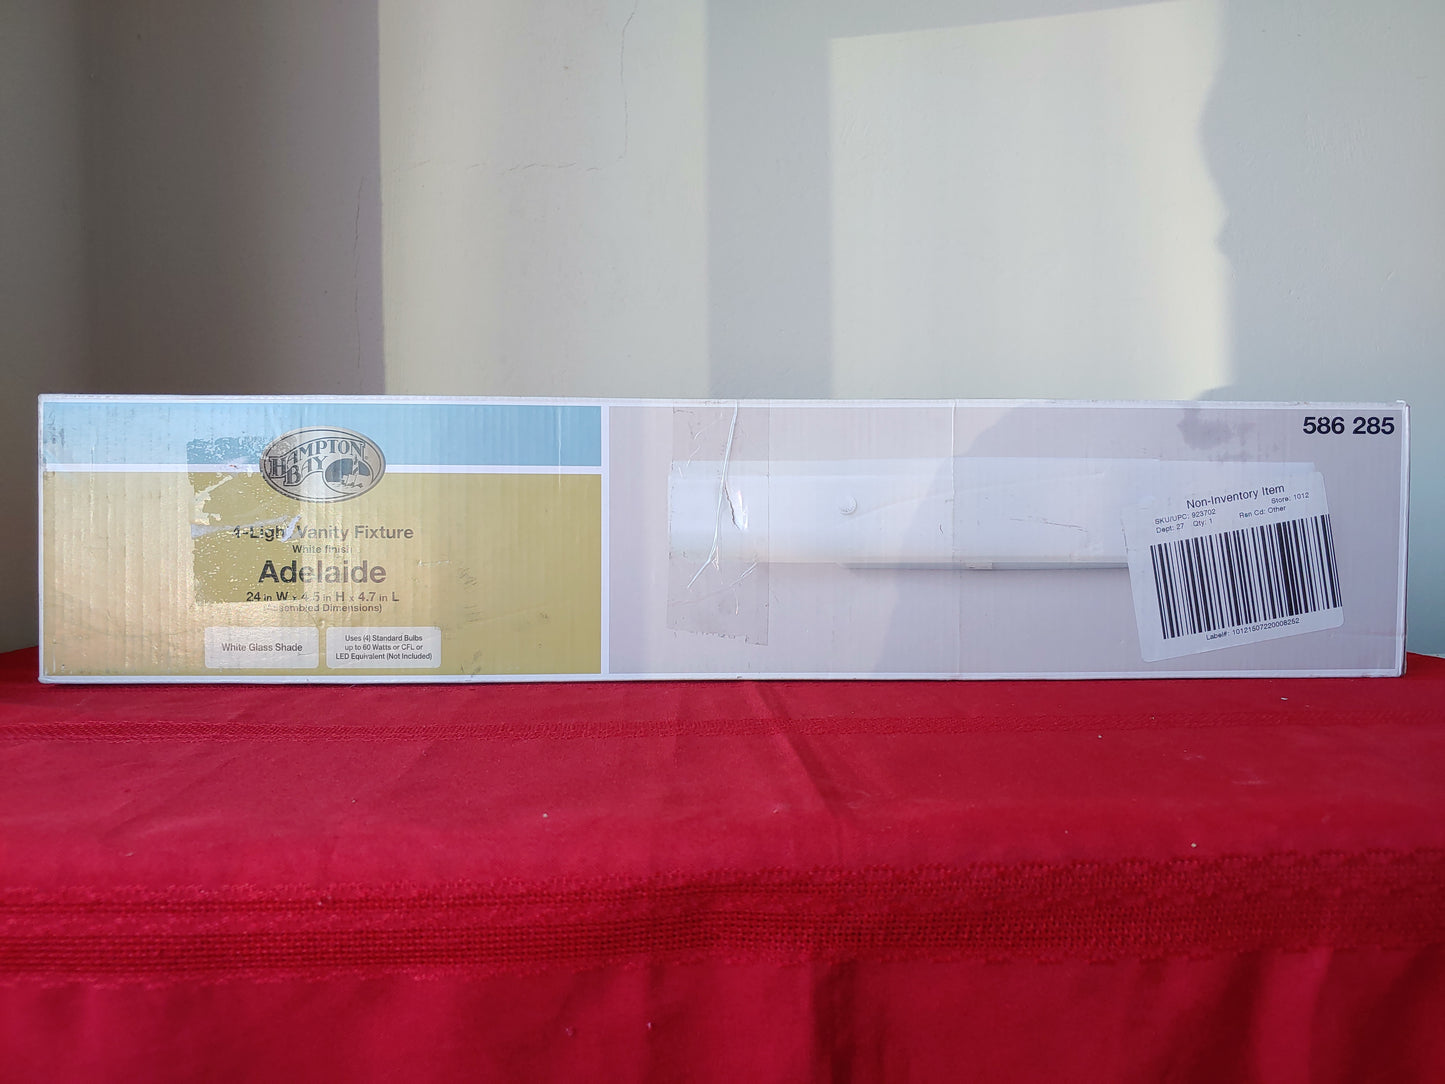 HAMPTON
BAY
4-Light Vanity Fixture
White finish
Adelaide
24 in W x 4.5 in H x 4.7 in L
(Assembled Dimensions)
White Glass Shade
Uses (4) Standard Bulbs
up to 60 Watts or CFL or
LED Equivalent (Not Included)
586 285
Non-Inventory Item
SKU/UPC: 923702 Store: 1012
Dept: 27 Qty: 1 Rsn Cd: Other
Label#: 10121507220008252